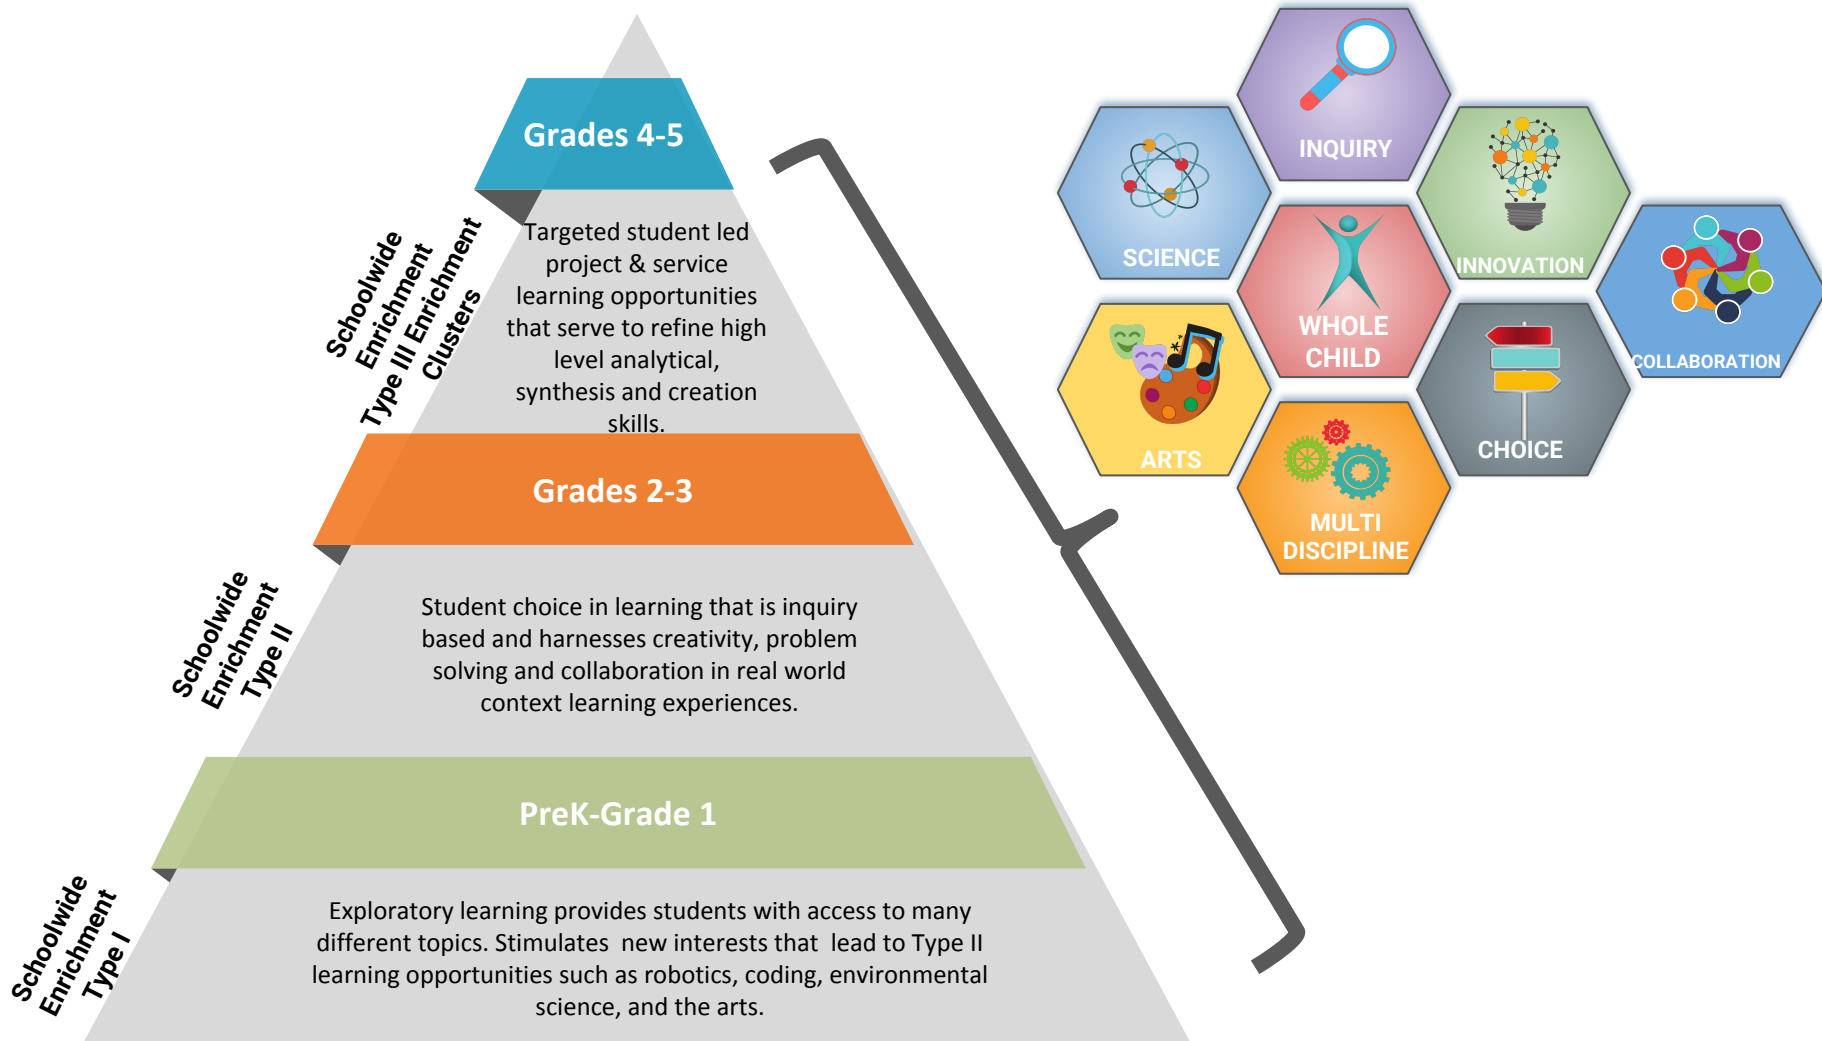 Grades 4-5
Schoolwide
Enrichment
Type III Enrichment
Clusters
Targeted student led
project & service
learning opportunities
that serve to refine high
level analytical,
synthesis and creation
skills.
Grades 2-3
Schoolwide
Enrichment
Type II
Student choice in learning that is inquiry
based and harnesses creativity, problem
solving and collaboration in real world
context learning experiences.
PreK-Grade 1
Schoolwide
Enrichment
Type I
Exploratory learning provides students with access to many
different topics. Stimulates  new interests that  lead to Type II
learning opportunities such as robotics, coding, environmental
science, and the arts.
INQUIRY
SCIENCE
INNOVATION
WHOLE
CHILD
COLLABORATION
ARTS
CHOICE
MULTI
DISCIPLINE